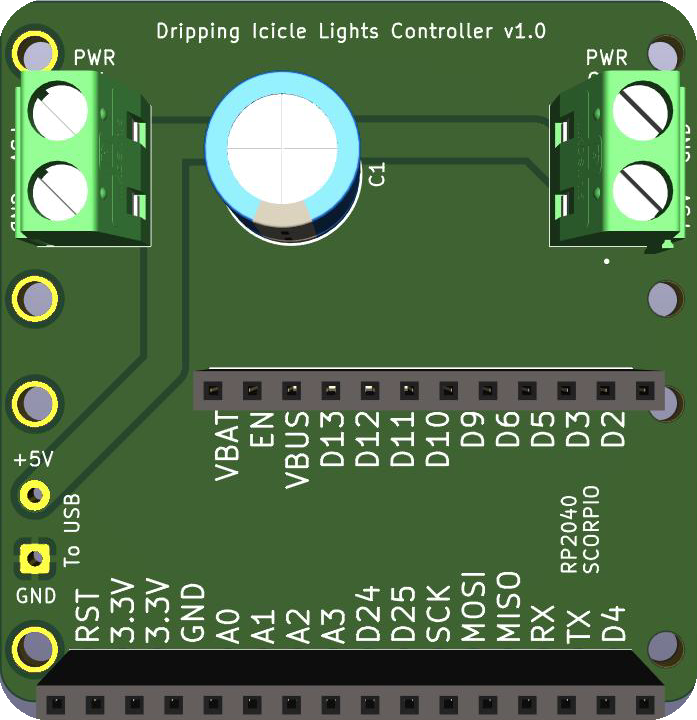 Dripping Icicle Lights Controller v1.0
PWR
PWR
C1
VBAT
EN
VBUS
D13
D12
D11
D10
D9
D6
D5
D3
D2
+5V
To USB
GND
RP2040
SCORPIO
RST
3.3V
3.3V
GND
A0
A1
A2
A3
D24
D25
SCK
MOSI
MISO
RX
TX
D4